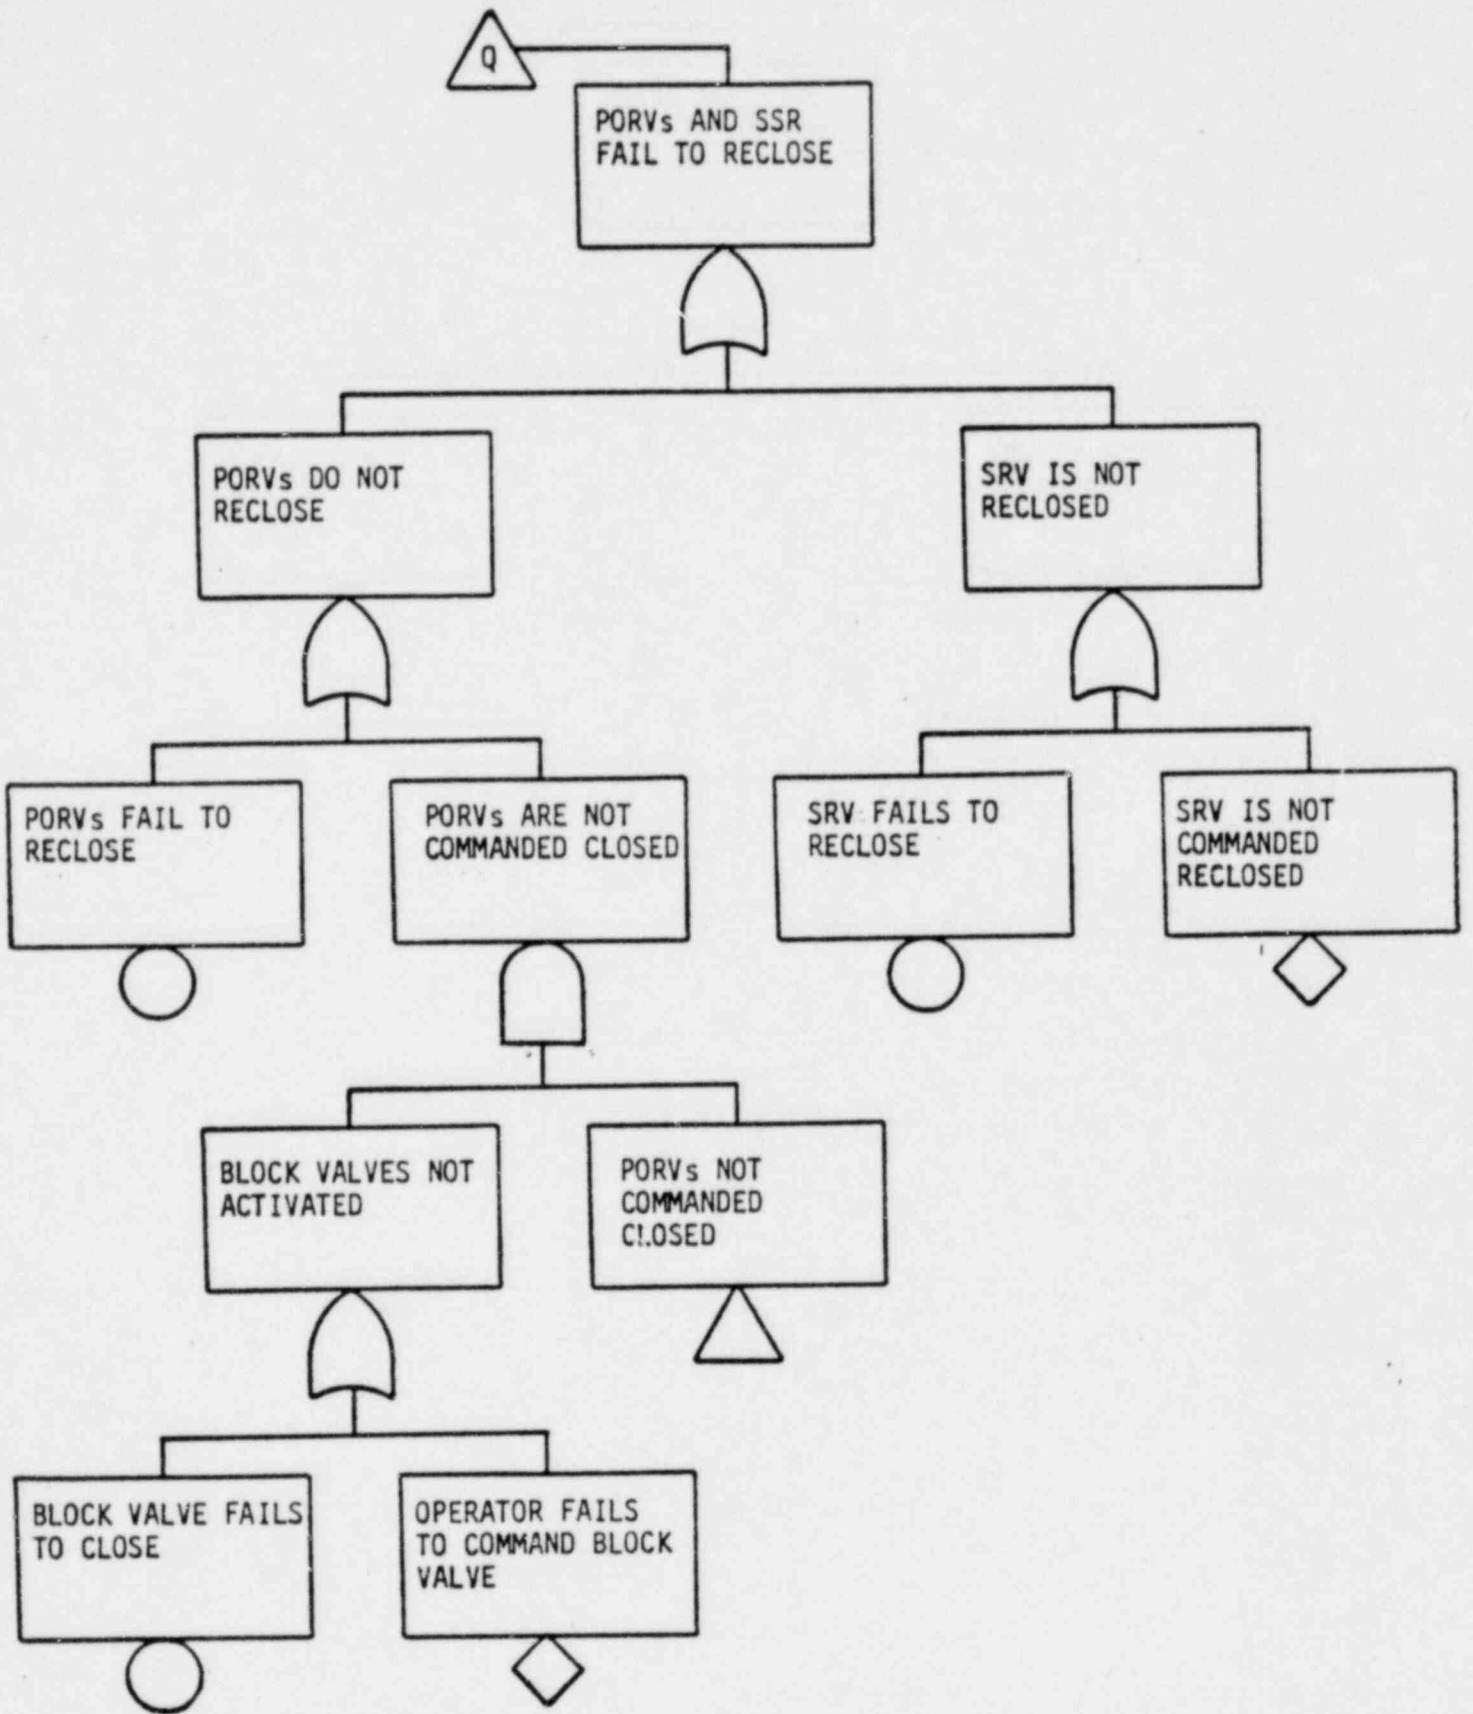 Q
PORVs AND SSR
FAIL TO RECLOSE
PORVs DO NOT
RECLOSE
SRV IS NOT
RECLOSED
PORVs FAIL TO
RECLOSE
PORVs ARE NOT
COMMANDED CLOSED
SRV FAILS TO
RECLOSE
SRV IS NOT
COMMANDED
RECLOSED
BLOCK VALVES NOT
ACTIVATED
PORVs NOT
COMMANDED
CLOSED
BLOCK VALVE FAILS
TO CLOSE
OPERATOR FAILS
TO COMMAND BLOCK
VALVE